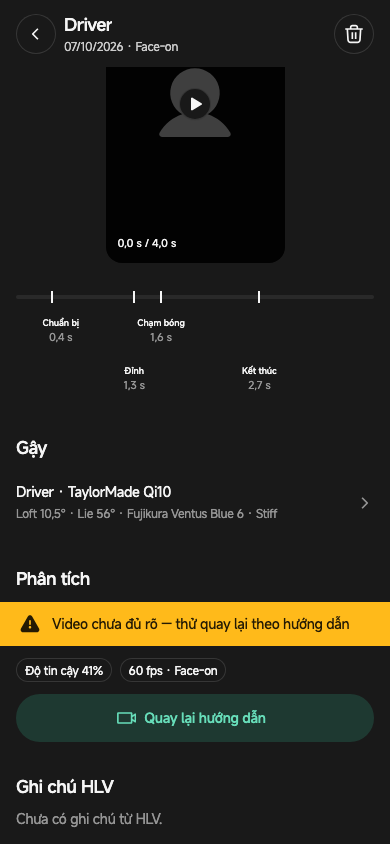 Driver
07/10/2026 · Face-on
0,0 s / 4,0 s
Chuẩn bị
0,4 s
Chạm bóng
1,6 s
Đỉnh
1,3 s
Kết thúc
2,7 s
Gậy
Driver · TaylorMade Qi10
Loft 10,5° · Lie 56° · Fujikura Ventus Blue 6 · Stiff
Phân tích
Video chưa đủ rõ — thử quay lại theo hướng dẫn
Độ tin cậy 41%
60 fps · Face-on
Quay lại hướng dẫn
Ghi chú HLV
Chưa có ghi chú từ HLV.